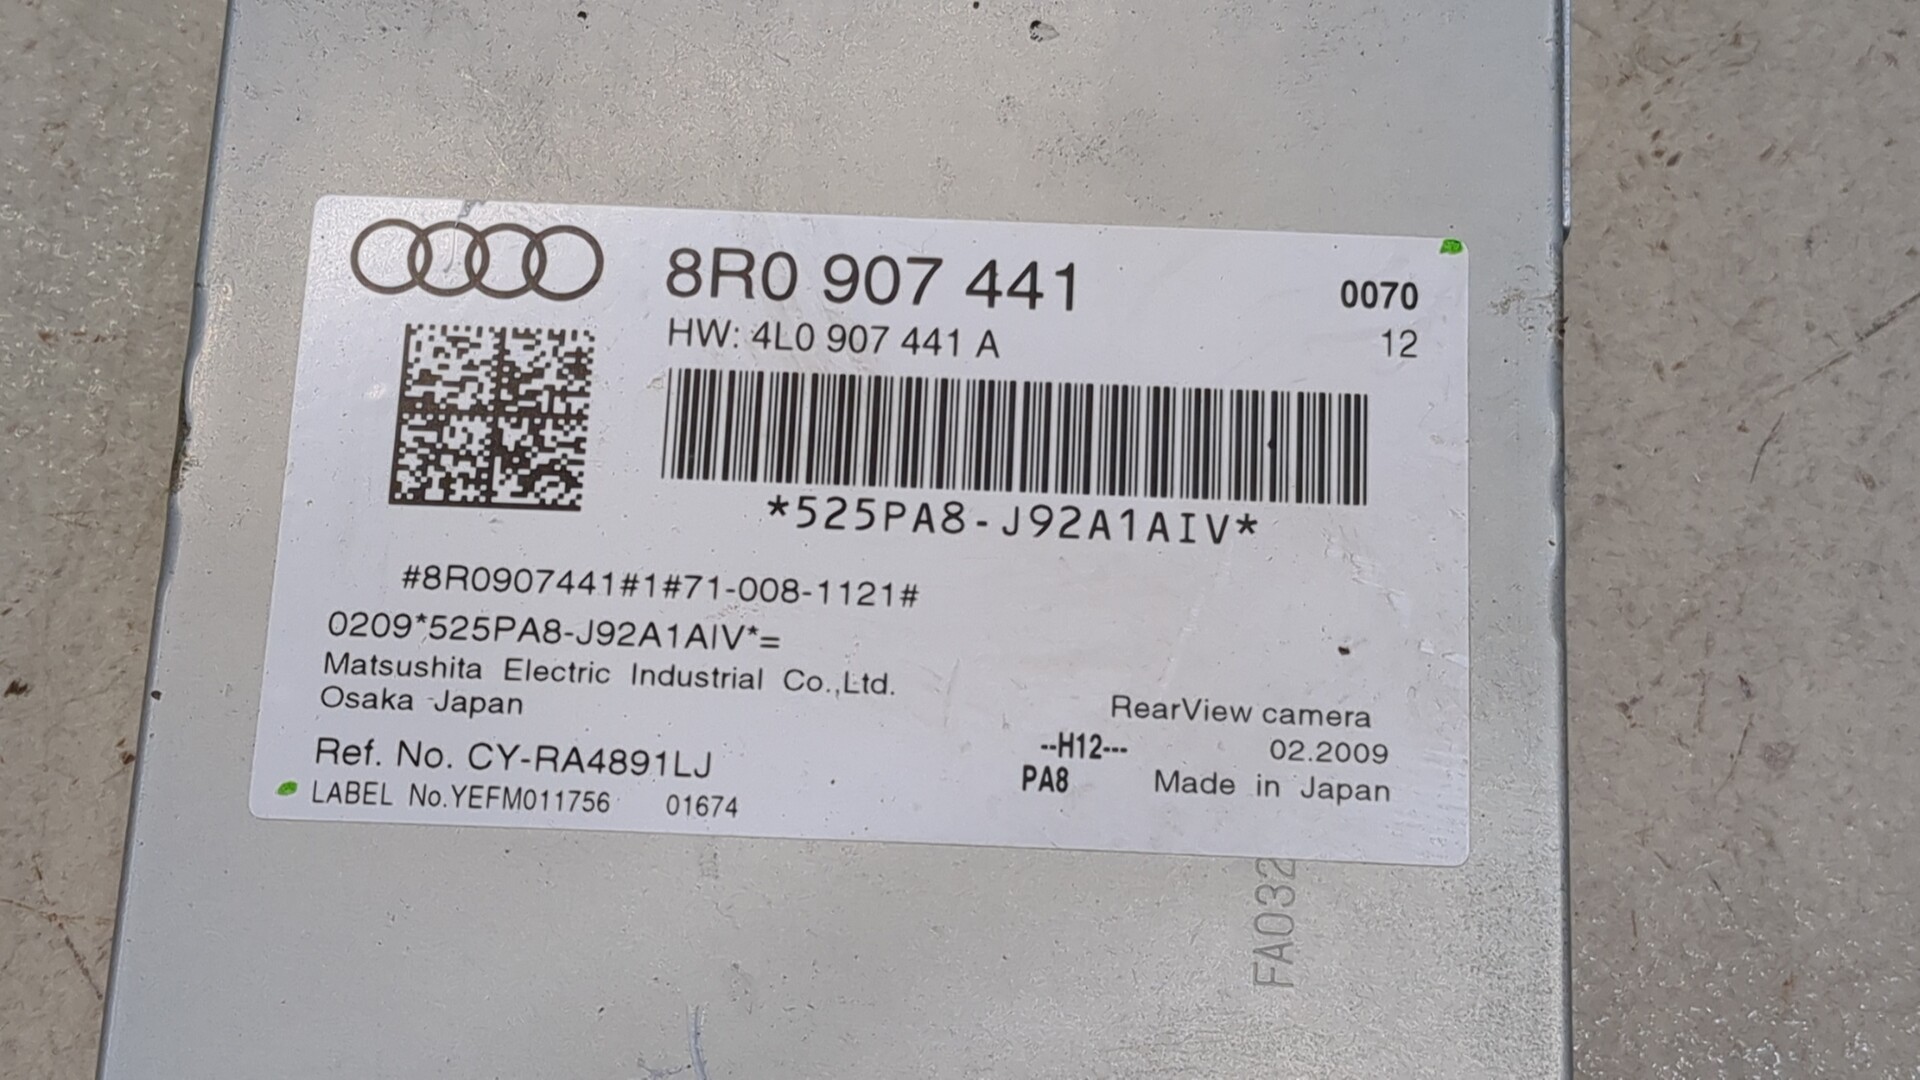 8R0 907 441
0070
HW: 4L0 907 441 A
12
*525PA8-J92A1AIV*
#8R0907441#1#71-008-1121#
0209*525PA8-J92A1AIV*=
Matsushita Electric Industrial Co.,Ltd.
Osaka Japan
RearView camera
--H12---
02.2009
Ref. No. CY-RA4891LJ
PA8
Made in Japan
LABEL No.YEFM011756
01674
FA032